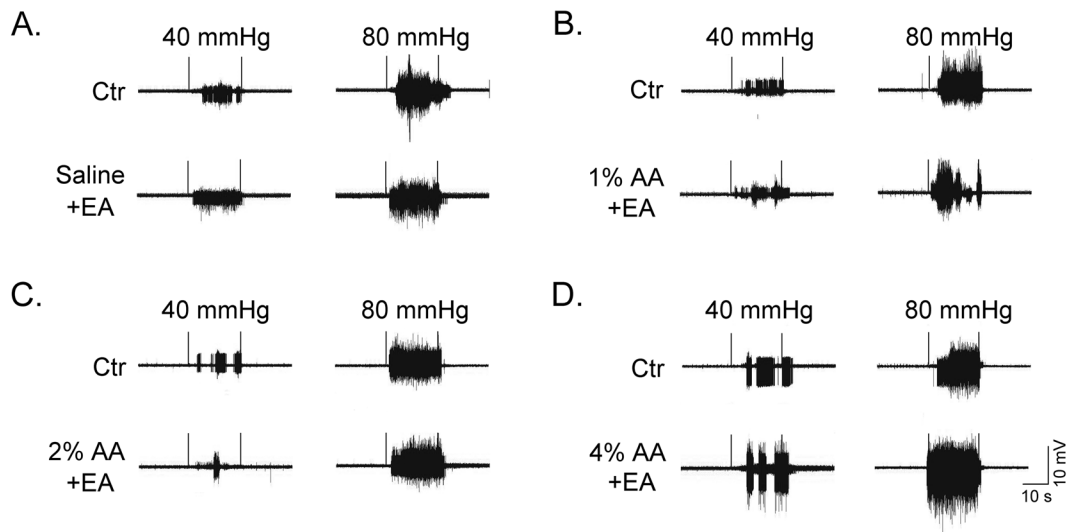 A.
40 mmHg 80 mmHg
Ctr
Saline
+EA
B.
40 mmHg 80 mmHg
Ctr
1% AA
+EA
C.
40 mmHg 80 mmHg
Ctr
2% AA
+EA
D.
40 mmHg 80 mmHg
Ctr
4% AA
+EA
10 mV
10 s